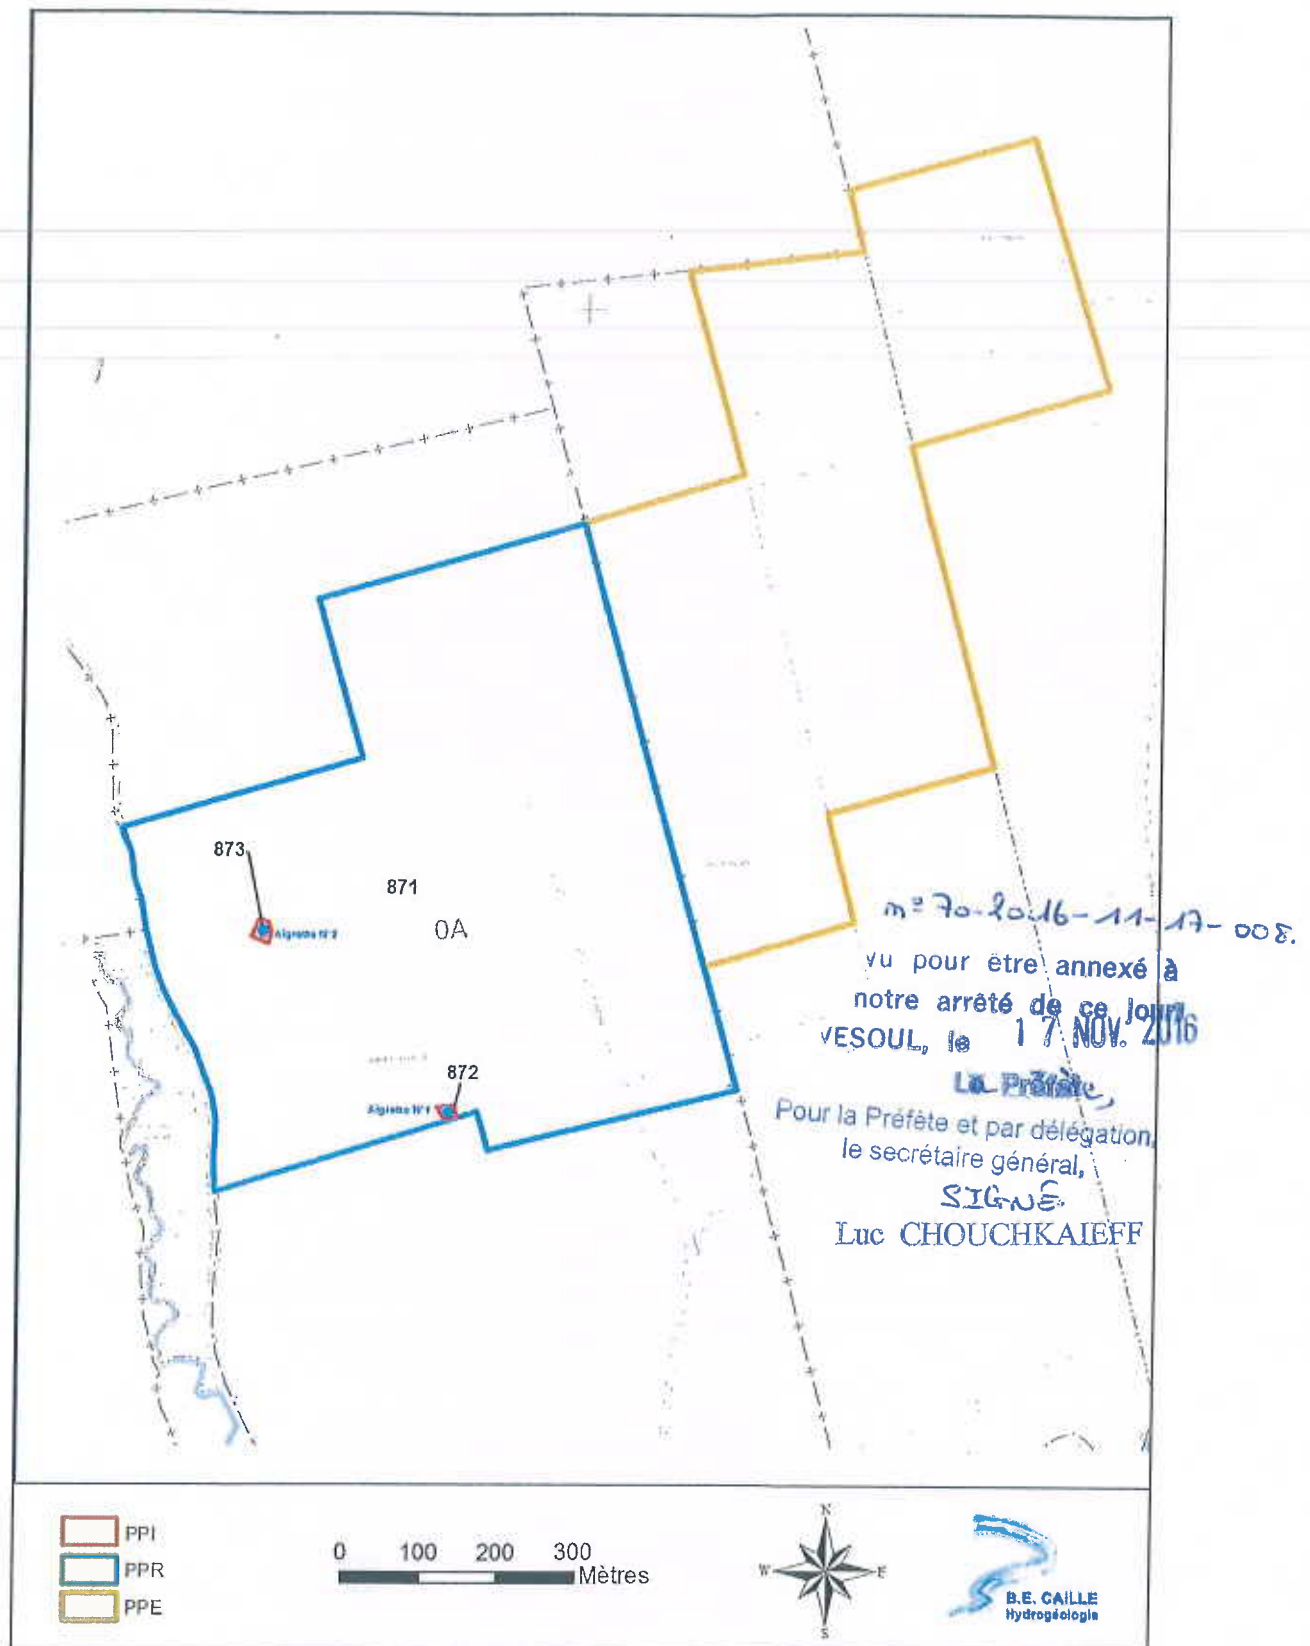 873
871
0A
Aigrette N°2
872
Aigrette N°1
n° 70-2016-11-17-008.
vu pour être annexé à
notre arrêté de ce jour
VESOUL, le 17 NOV. 2016
La Préfète,
Pour la Préfète et par délégation,
le secrétaire général,
SIGNÉ
Luc CHOUCHKAIEFF
PPI
PPR
PPE
0 100 200 300
Mètres
N
W
E
S
B.E. CAILLE
Hydrogéologie